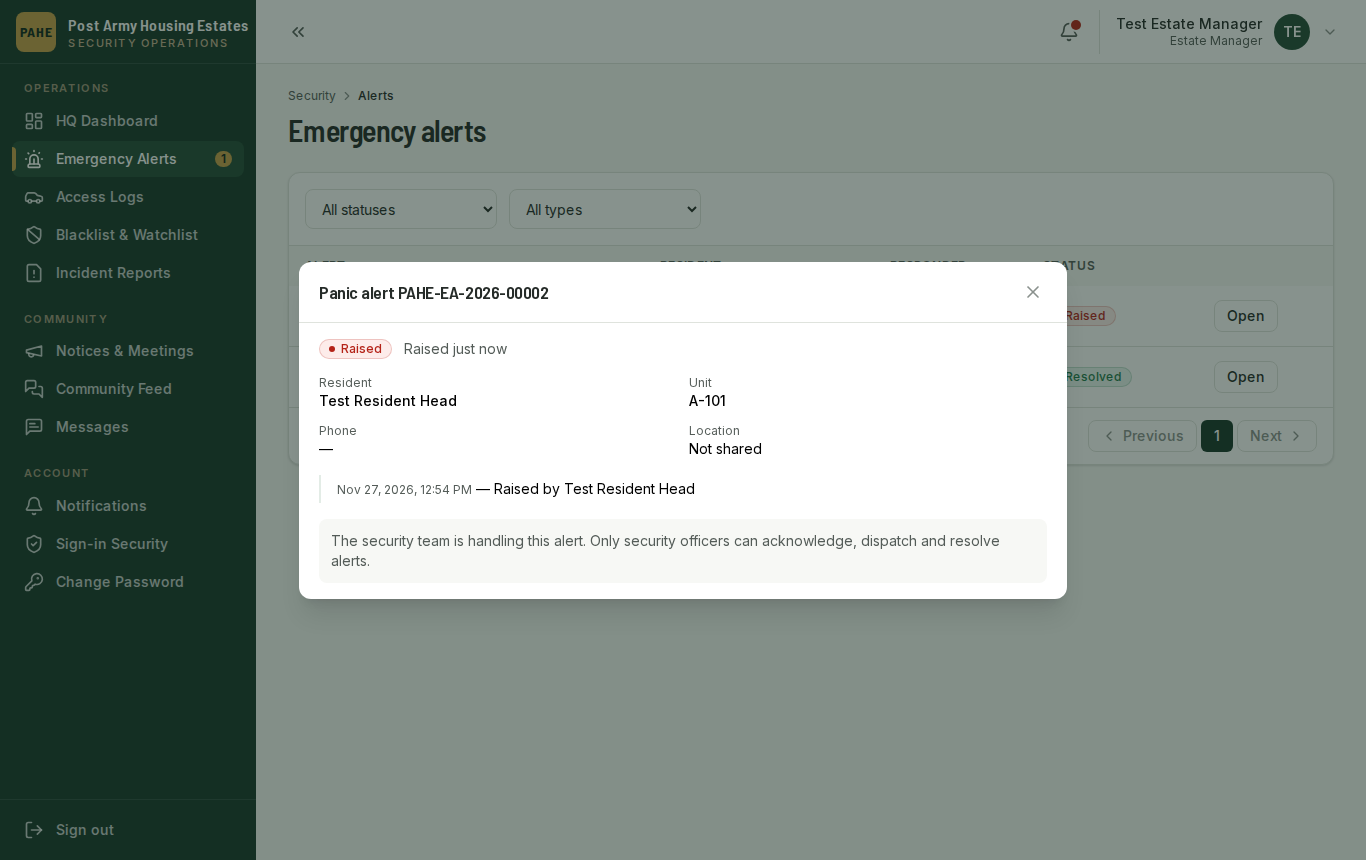 PAHE
Post Army Housing Estates
SECURITY OPERATIONS
Test Estate Manager
Estate Manager
TE
OPERATIONS
HQ Dashboard
Emergency Alerts
1
Access Logs
Blacklist & Watchlist
Incident Reports
COMMUNITY
Notices & Meetings
Community Feed
Messages
ACCOUNT
Notifications
Sign-in Security
Change Password
Sign out
Security
Alerts
Emergency alerts
All statuses
All types
Raised
Open
Resolved
Open
Previous
1
Next
Panic alert PAHE-EA-2026-00002
Raised
Raised just now
Resident
Unit
Test Resident Head
A-101
Phone
Location
—
Not shared
Nov 27, 2026, 12:54 PM — Raised by Test Resident Head
The security team is handling this alert. Only security officers can acknowledge, dispatch and resolve
alerts.